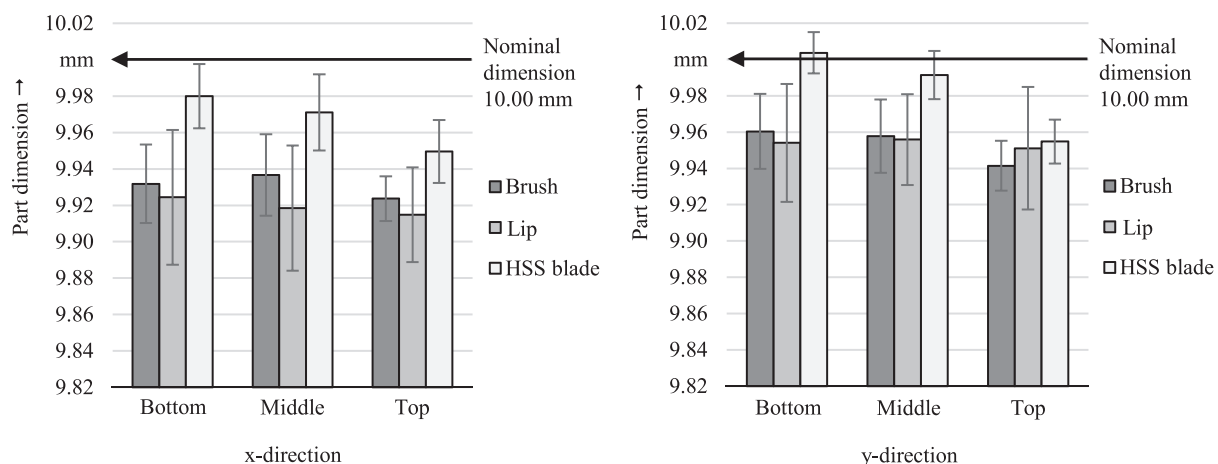 10.02
mm
9.98
9.96
9.94
9.92
9.90
9.88
9.86
9.84
9.82
Part dimension →
Nominal
dimension
10.00 mm
Brush
Lip
HSS blade
Bottom
Middle
Top
x-direction
10.02
mm
9.98
9.96
9.94
9.92
9.90
9.88
9.86
9.84
9.82
Part dimension →
Nominal
dimension
10.00 mm
Brush
Lip
HSS blade
Bottom
Middle
Top
y-direction